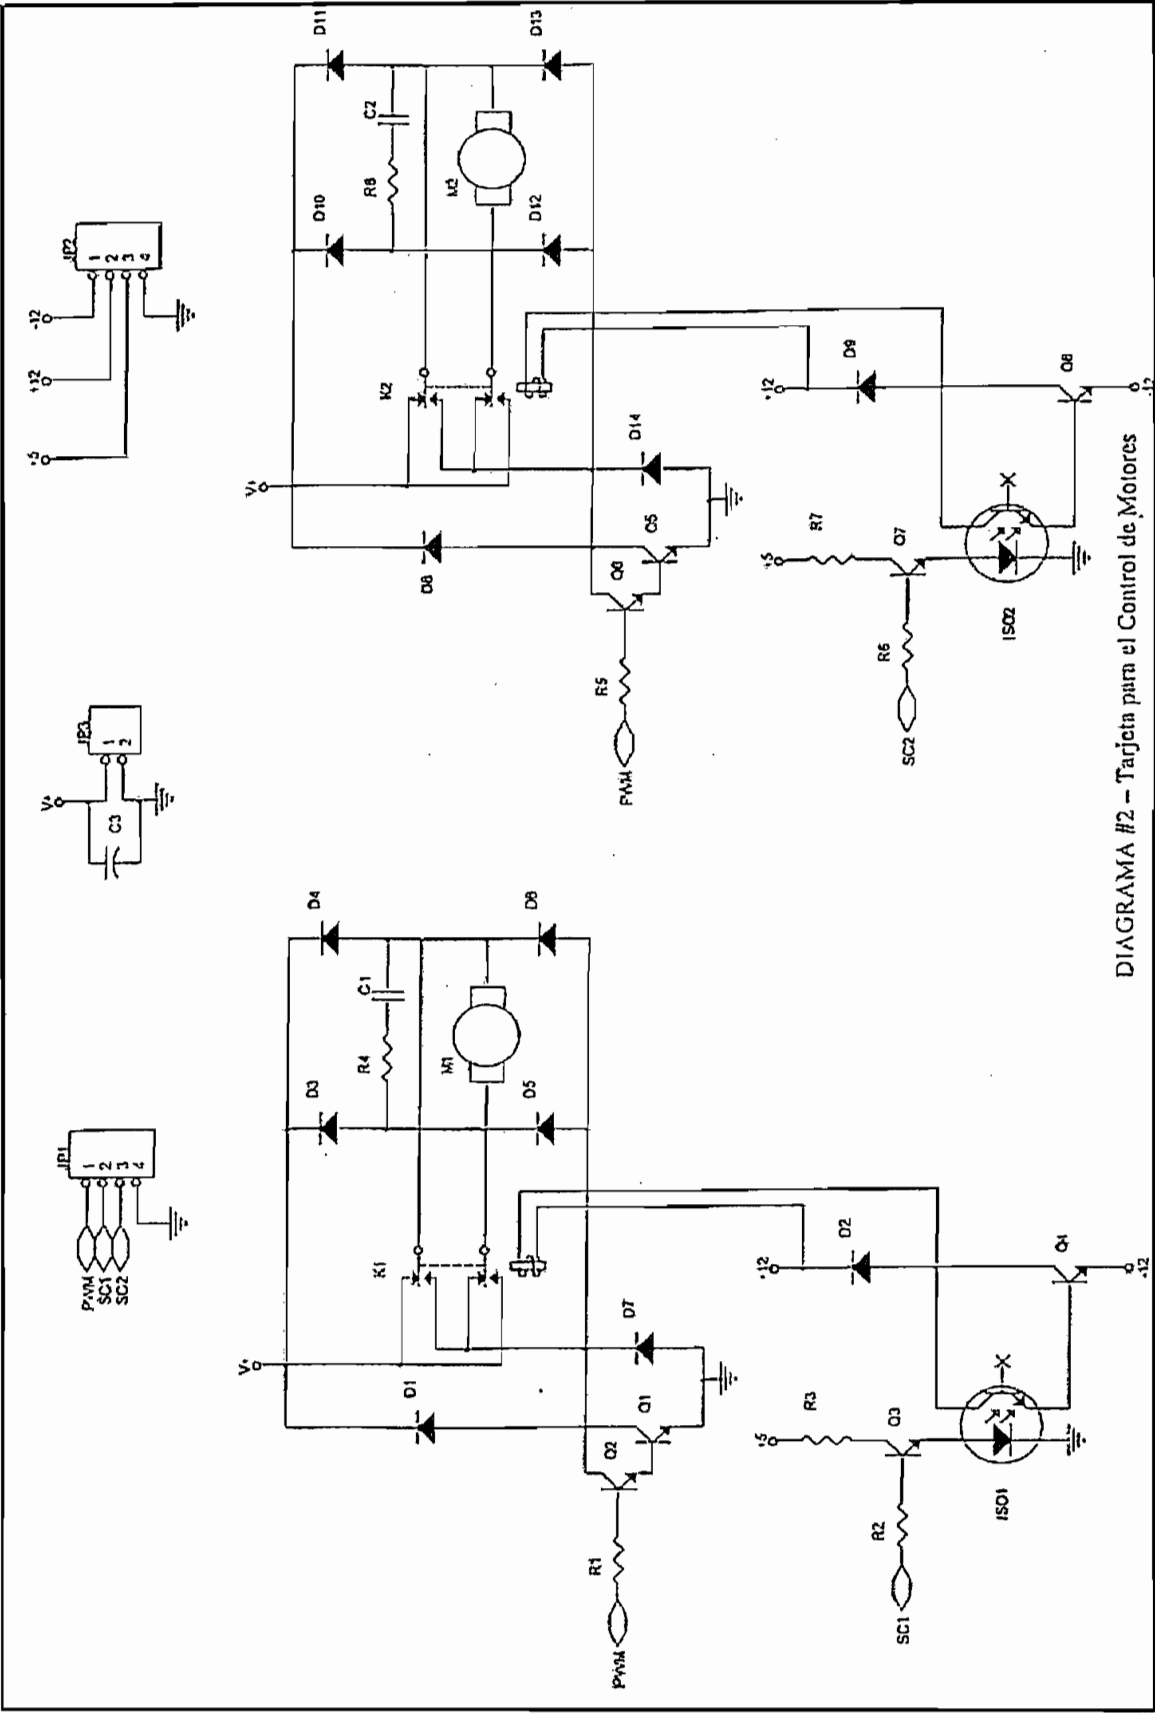 JP1
PWM 1
SC1 2
SC2 3
4
V+
JP3
1
2
C3
+5
+12
-12
JP2
1
2
3
4
V+
D1
K1
D3
D4
R4
C1
M1
D5
D6
R1
PWM
Q2
Q1
D7
V+
D8
K2
D10
D11
R8
C2
M2
D12
D13
R5
PWM
Q6
Q5
D14
+5
R3
+12
D2
SC1
R2
Q3
ISO1
Q4
-12
+5
R7
+12
D9
SC2
R6
Q7
ISO2
Q8
-12
DIAGRAMA #2 – Tarjeta para el Control de Motores